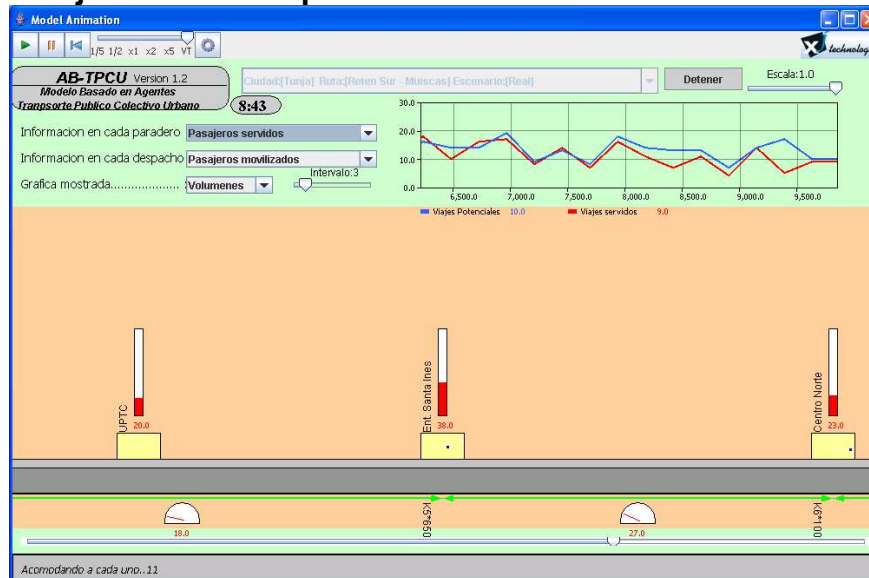 Model Animation
1/5 1/2 x1 x2 x5 VT
technolog
AB-TPCU Version 1.2
Modelo Basado en Agentes
Tranpsorte Publico Colectivo Urbano
8:43
Ciudad:[Tunja] Ruta:[Reten Sur - Muiscas] Escenario:[Real]
Detener
Escala:1.0
Informacion en cada paradero Pasajeros servidos
Informacion en cada despacho Pasajeros movilizados
Grafica mostrada.................... Volumenes
Intervalo:3
30.0
20.0
10.0
0.0
6,500.0 7,000.0 7,500.0 8,000.0 8,500.0 9,000.0 9,500.0
Viajes Potenciales 10.0 Viajes servidos 9.0
UPTC
20.0
Ent. Santa Ines
38.0
Centro Norte
23.0
18.0
K5*650
27.0
K6*100
Acomodando a cada uno..11